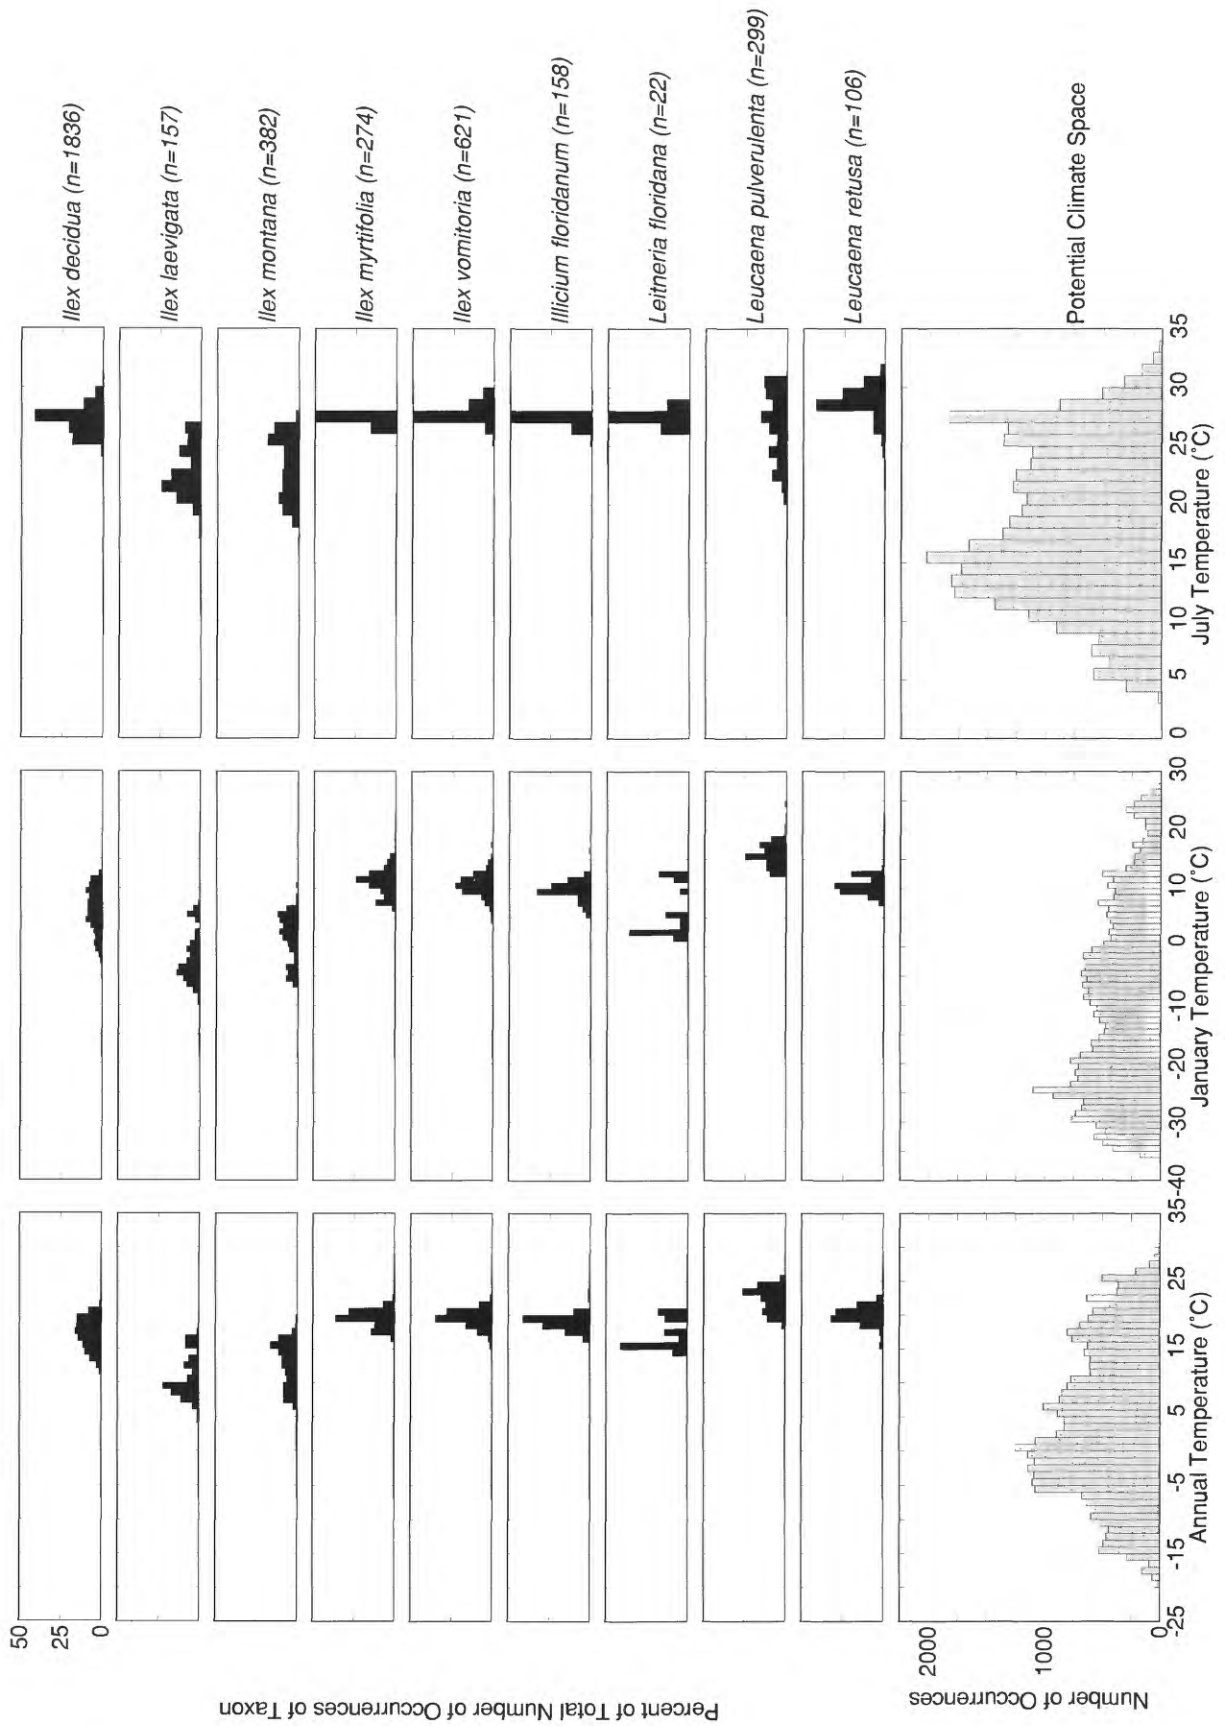 Percent of Total Number of Occurrences of Taxon
50
25
0
Ilex decidua (n=1836)
Ilex laevigata (n=157)
Ilex montana (n=382)
Ilex myrtifolia (n=274)
Ilex vomitoria (n=621)
Illicium floridanum (n=158)
Leitneria floridana (n=22)
Leucaena pulverulenta (n=299)
Leucaena retusa (n=106)
Potential Climate Space
Number of Occurrences
2000
1000
0
-25 -15 -5 5 15 25 35
Annual Temperature (°C)
-40 -30 -20 -10 0 10 20 30
January Temperature (°C)
0 5 10 15 20 25 30 35
July Temperature (°C)